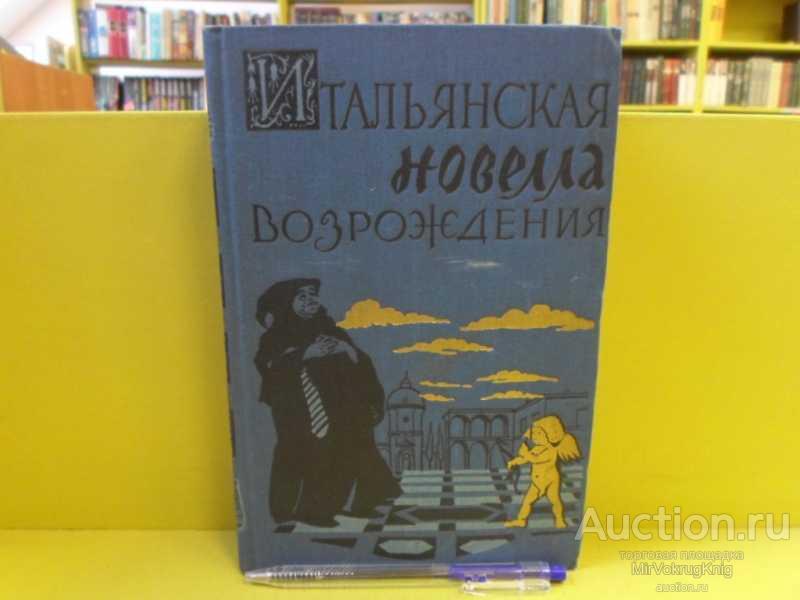 ИТАЛЬЯНСКАЯ
новелла
ВОЗРОЖДЕНИЯ
Auction.ru
торговая площадка
MirVokrugKnig
auction.ru